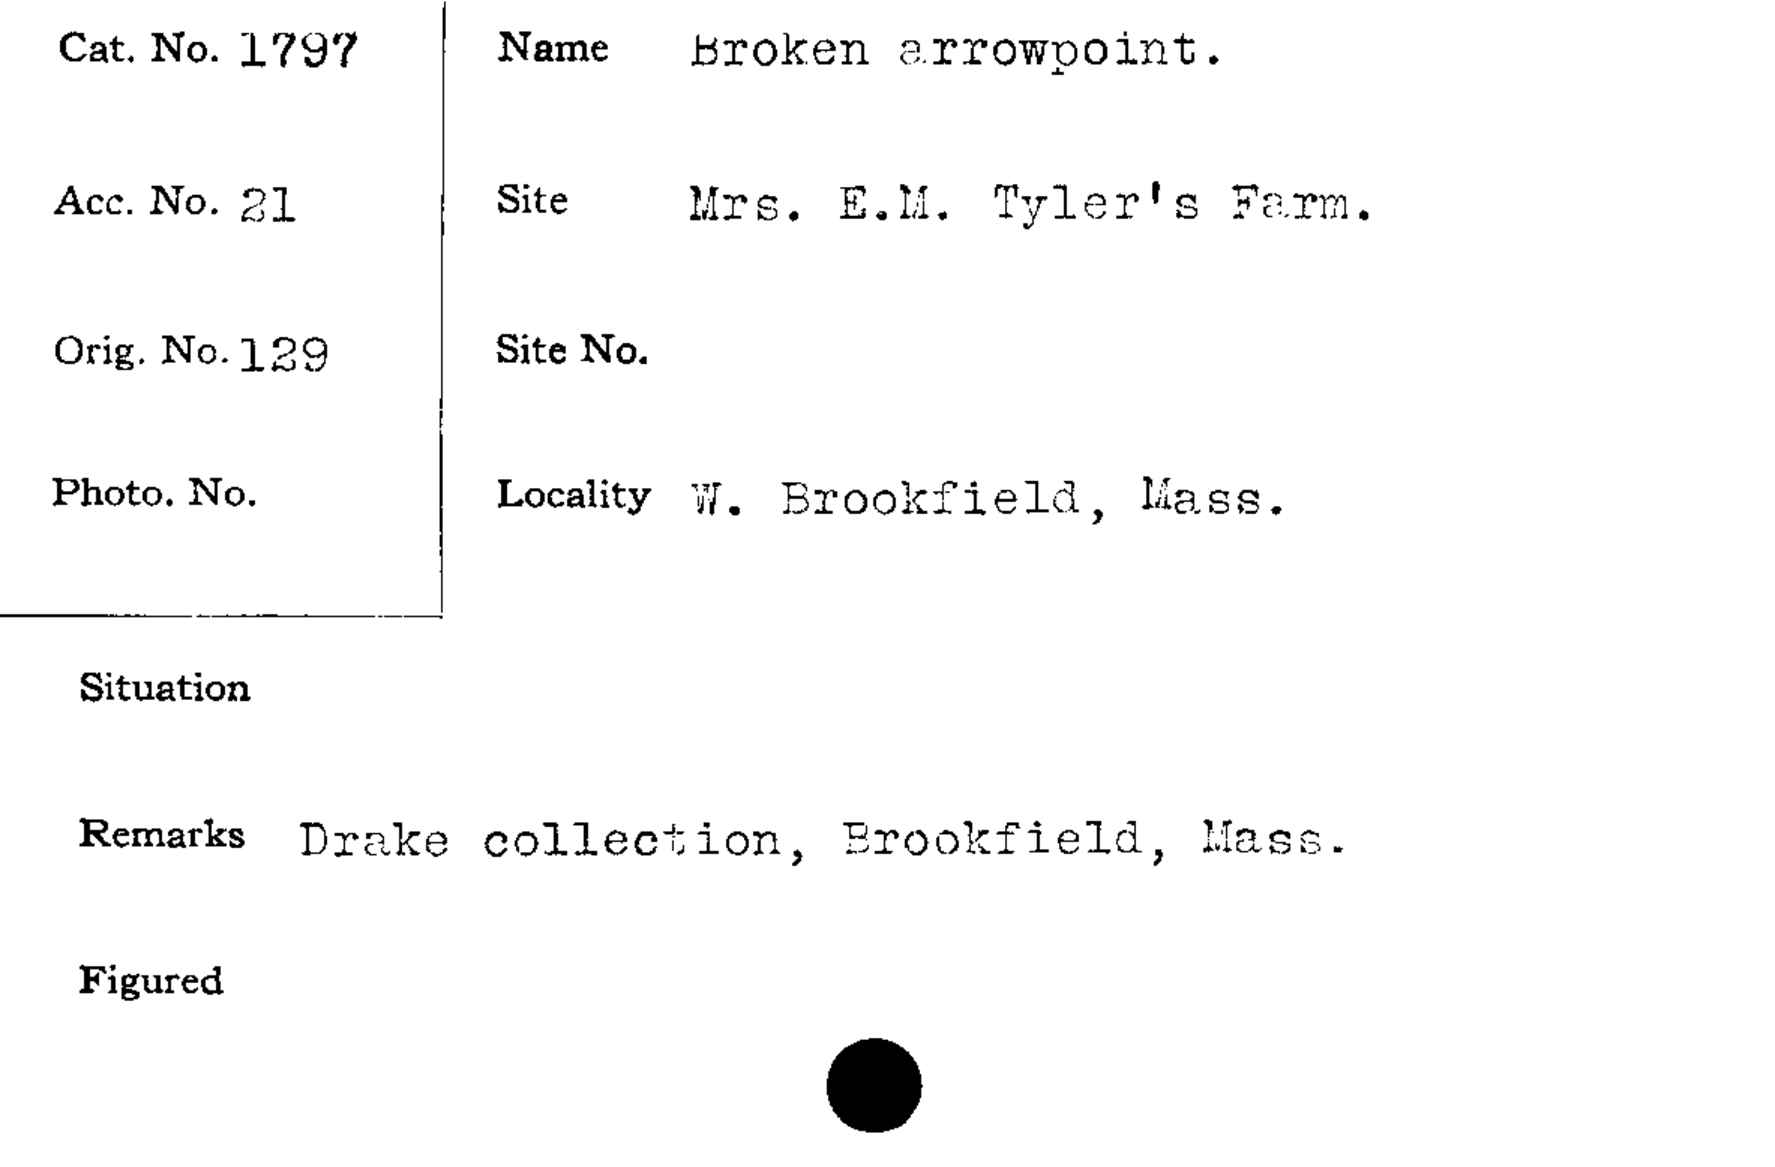 Cat. No. 1797
Name Broken arrowpoint.
Acc. No. 21
Site Mrs. E.M. Tyler's Farm.
Orig. No. 129
Site No.
Photo. No.
Locality W. Brookfield, Mass.
Situation
Remarks Drake collection, Brookfield, Mass.
Figured